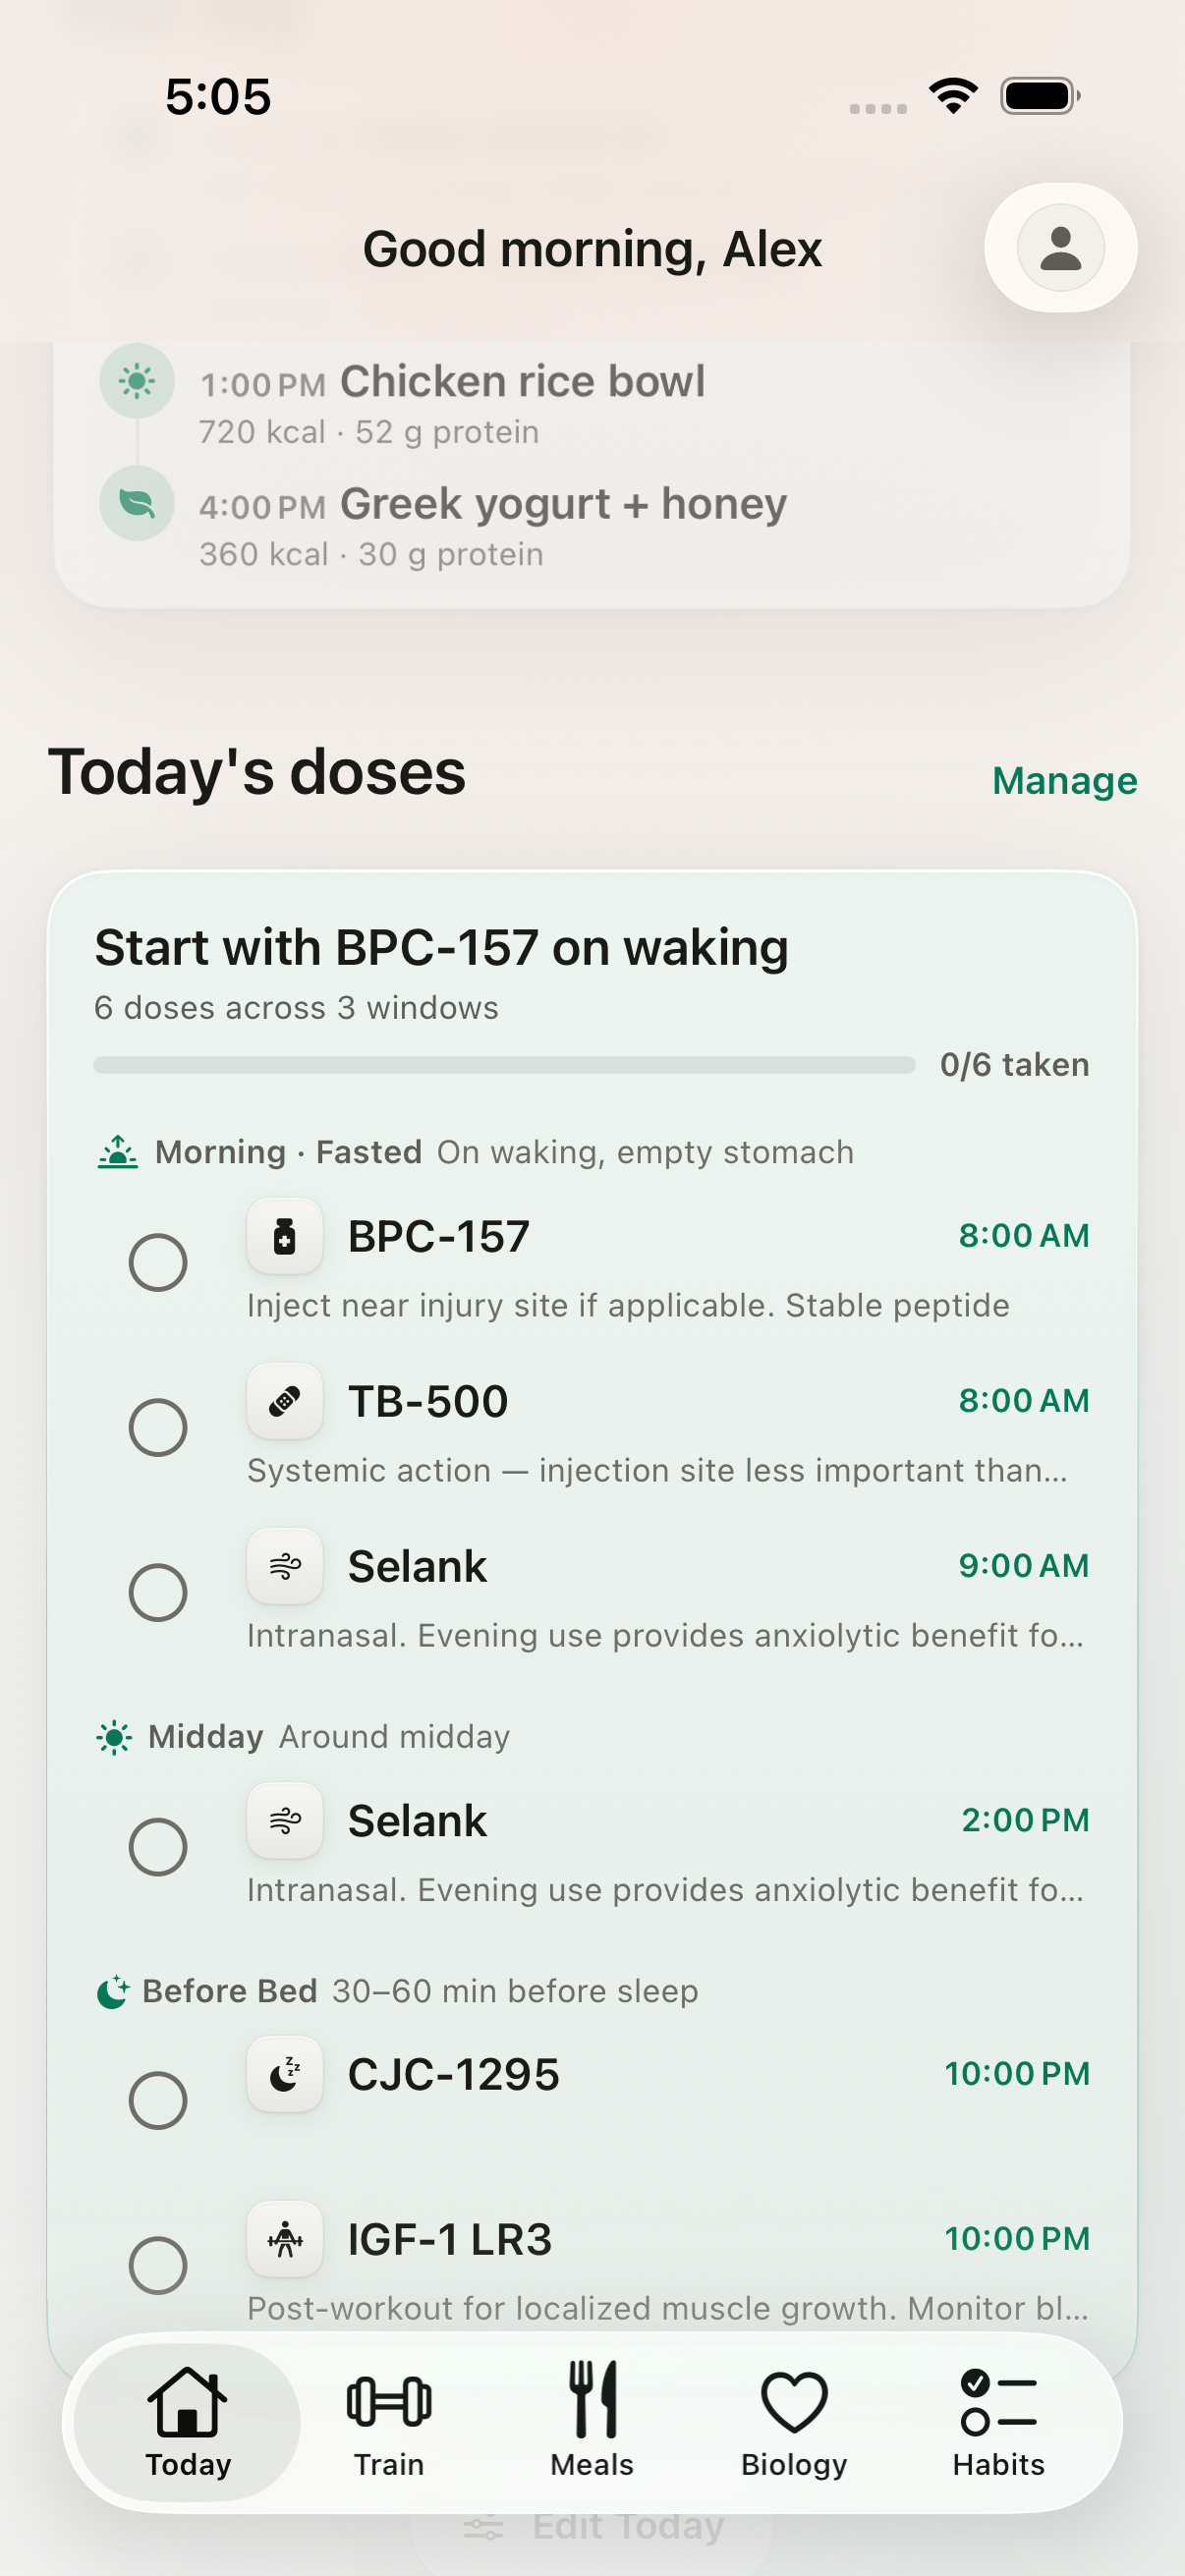 5:05
Good morning, Alex
1:00 PM Chicken rice bowl
720 kcal · 52 g protein
4:00 PM Greek yogurt + honey
360 kcal · 30 g protein
Today's doses
Manage
Start with BPC-157 on waking
6 doses across 3 windows
0/6 taken
Morning · Fasted On waking, empty stomach
BPC-157 8:00 AM
Inject near injury site if applicable. Stable peptide
TB-500 8:00 AM
Systemic action — injection site less important than...
Selank 9:00 AM
Intranasal. Evening use provides anxiolytic benefit fo...
Midday Around midday
Selank 2:00 PM
Intranasal. Evening use provides anxiolytic benefit fo...
Before Bed 30–60 min before sleep
CJC-1295 10:00 PM
IGF-1 LR3 10:00 PM
Post-workout for localized muscle growth. Monitor bl...
Today Train Meals Biology Habits
Edit Today